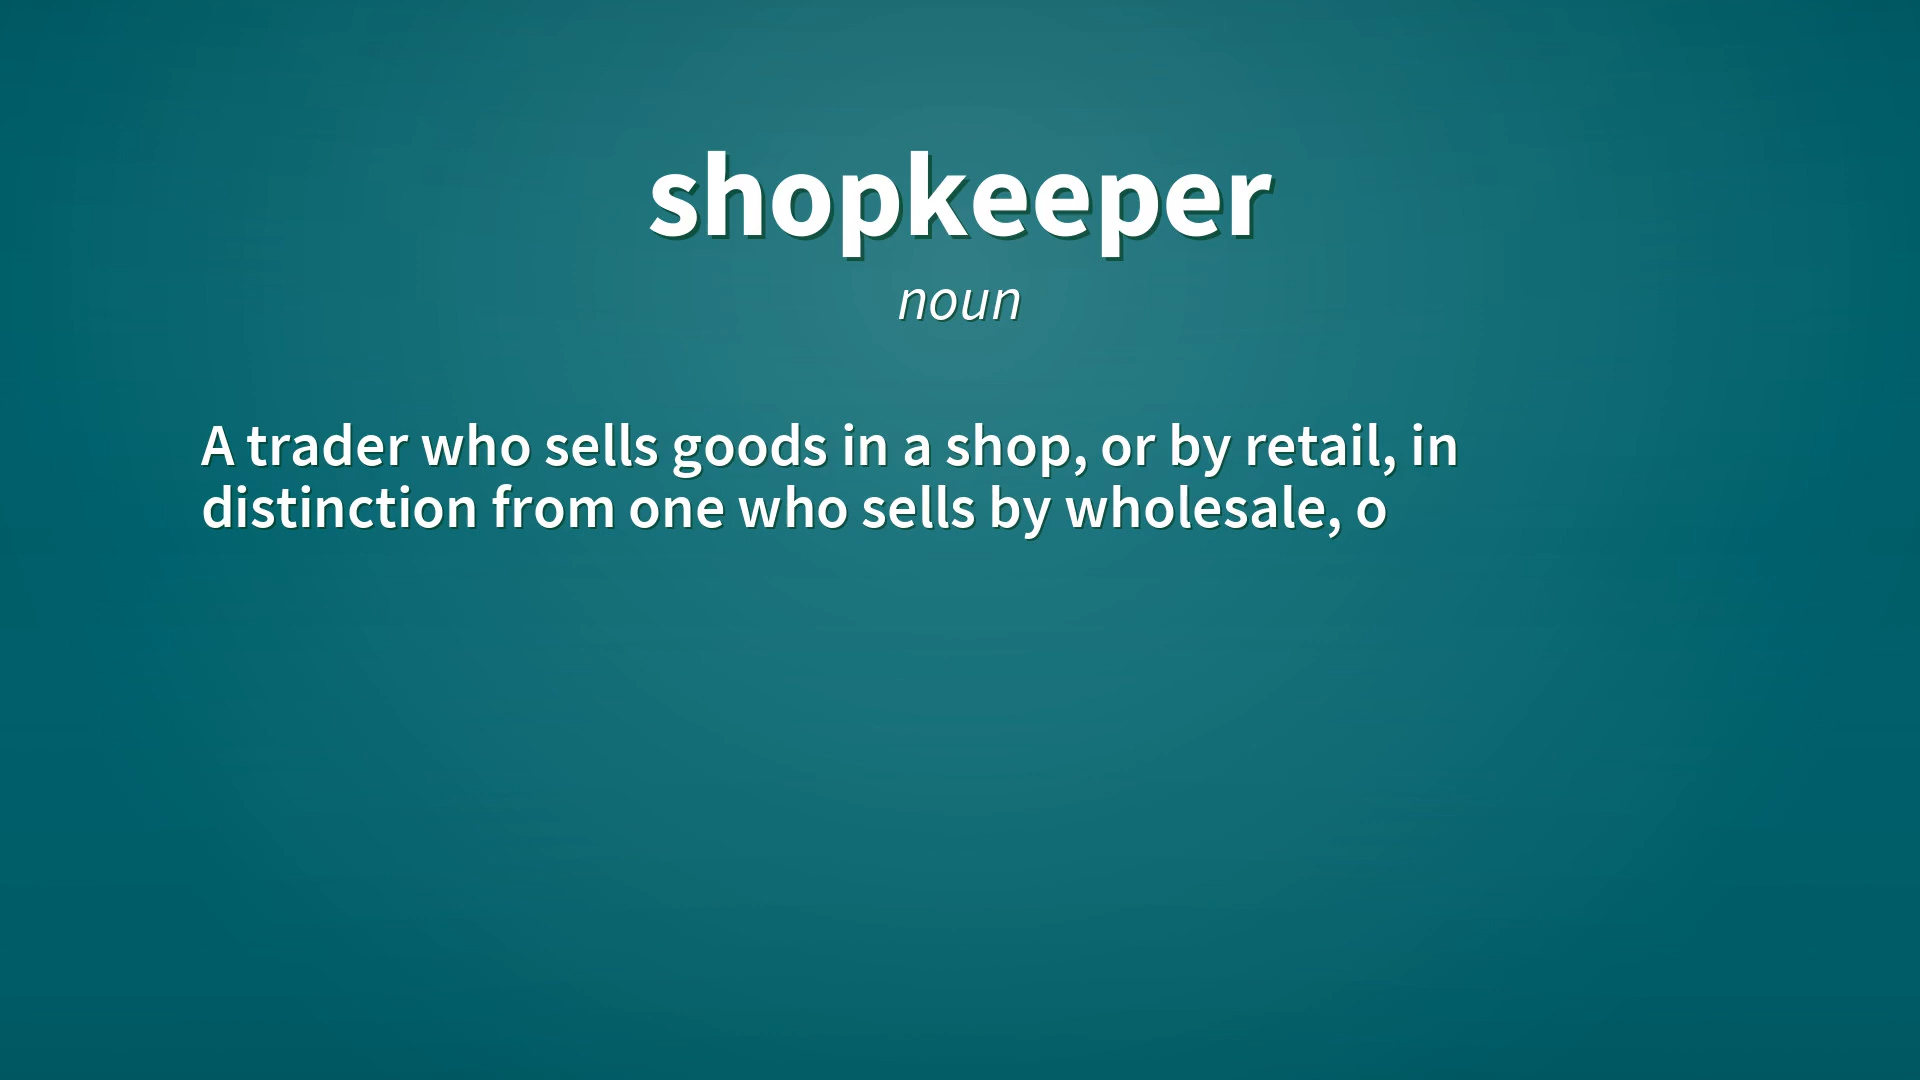 shopkeeper
noun
A trader who sells goods in a shop, or by retail, in
distinction from one who sells by wholesale, o